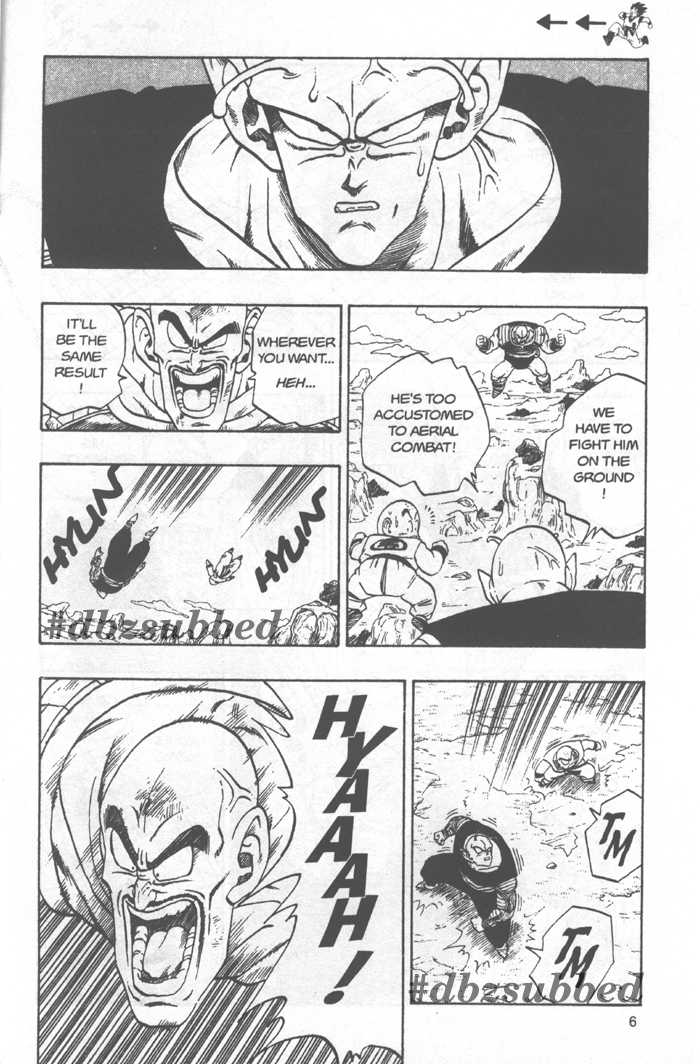 WE
HAVE TO
FIGHT HIM
ON THE
GROUND
!
HE'S TOO
ACCUSTOMED
TO AERIAL
COMBAT!
WHEREVER
YOU WANT...
HEH...
IT'LL
BE THE
SAME
RESULT
!
HYUN
HYUN
#dbzsubbed
TM
TM
#dbzsubbed
HYAAAH!
6